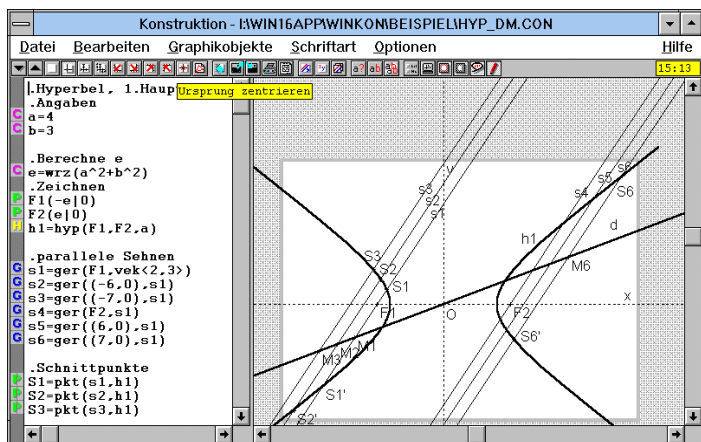 Konstruktion - I:\WIN16APP\WINKON\BEISPIEL\HYP_DM.CON
Datei Bearbeiten Graphikobjekte Schriftart Optionen Hilfe
a? ab 15:13
Ursprung zentrieren
.Hyperbel, 1.Haup
.Angaben
C a=4
C b=3
.Berechne e
C e=wrz(a^2+b^2)
.Zeichnen
P F1(-e|0)
P F2(e|0)
H h1=hyp(F1,F2,a)
.parallele Sehnen
G s1=ger(F1,vek<2,3>)
G s2=ger((-6,0),s1)
G s3=ger((-7,0),s1)
G s4=ger(F2,s1)
G s5=ger((6,0),s1)
G s6=ger((7,0),s1)
.Schnittpunkte
P S1=pkt(s1,h1)
P S2=pkt(s2,h1)
P S3=pkt(s3,h1)
y
s3
s2
s1
s4
s5
s6
S6
h1
d
M6
S3
S2
S1
x
F1
O
F2
S6'
M3
M2
M1
S1'
S2'